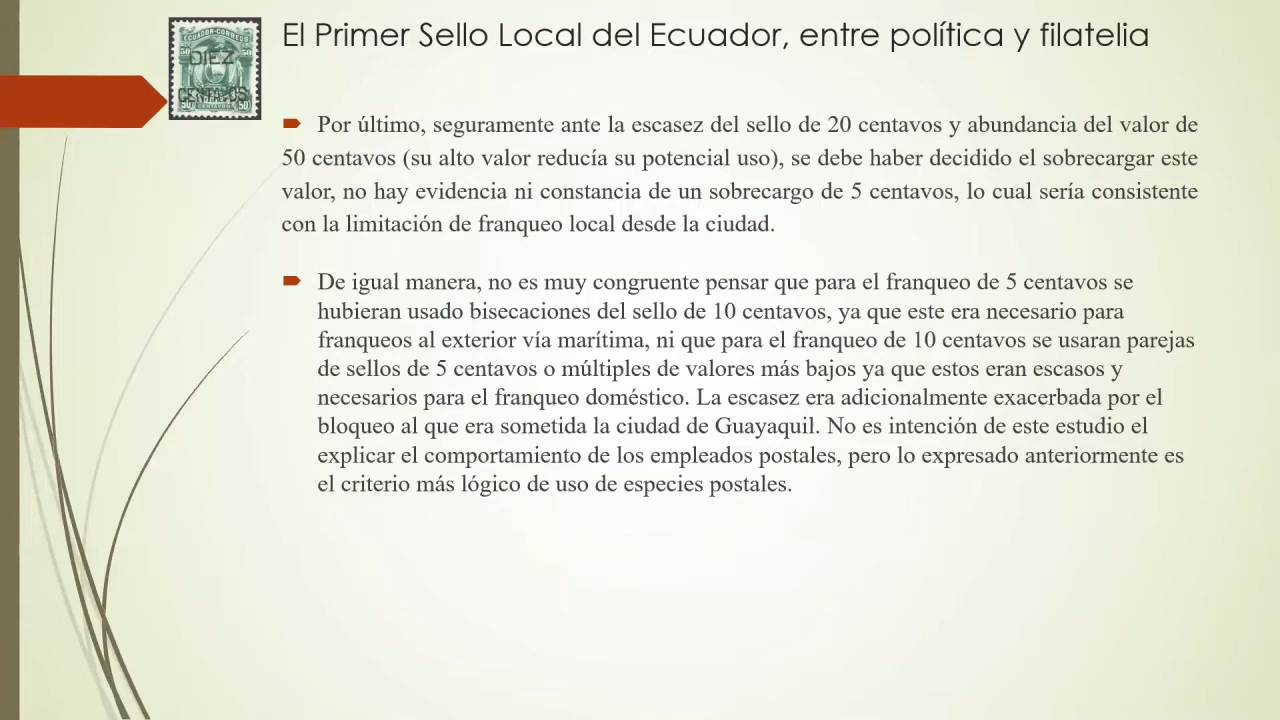 El Primer Sello Local del Ecuador, entre política y filatelia
ECUADOR-CORREOS
50 50
DIEZ
CENTAVOS
50 50
Por último, seguramente ante la escasez del sello de 20 centavos y abundancia del valor de
50 centavos (su alto valor reducía su potencial uso), se debe haber decidido el sobrecargar este
valor, no hay evidencia ni constancia de un sobrecargo de 5 centavos, lo cual sería consistente
con la limitación de franqueo local desde la ciudad.
De igual manera, no es muy congruente pensar que para el franqueo de 5 centavos se
hubieran usado bisecaciones del sello de 10 centavos, ya que este era necesario para
franqueos al exterior vía marítima, ni que para el franqueo de 10 centavos se usaran parejas
de sellos de 5 centavos o múltiples de valores más bajos ya que estos eran escasos y
necesarios para el franqueo doméstico. La escasez era adicionalmente exacerbada por el
bloqueo al que era sometida la ciudad de Guayaquil. No es intención de este estudio el
explicar el comportamiento de los empleados postales, pero lo expresado anteriormente es
el criterio más lógico de uso de especies postales.